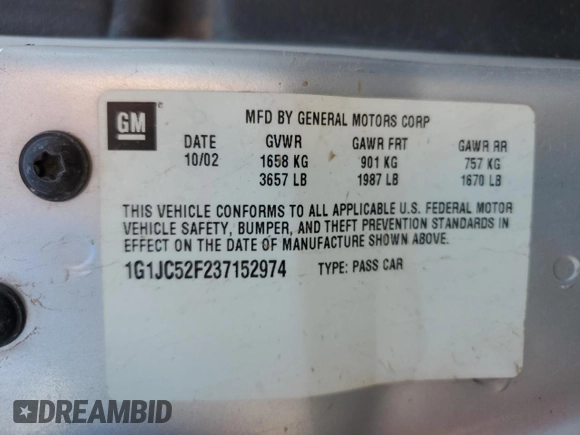 GM
MFD BY GENERAL MOTORS CORP
DATE GVWR GAWR FRT GAWR RR
10/02 1658 KG 901 KG 757 KG
3657 LB 1987 LB 1670 LB
THIS VEHICLE CONFORMS TO ALL APPLICABLE U.S. FEDERAL MOTOR
VEHICLE SAFETY, BUMPER, AND THEFT PREVENTION STANDARDS IN
EFFECT ON THE DATE OF MANUFACTURE SHOWN ABOVE.
1G1JC52F237152974 TYPE: PASS CAR
DREAMBID